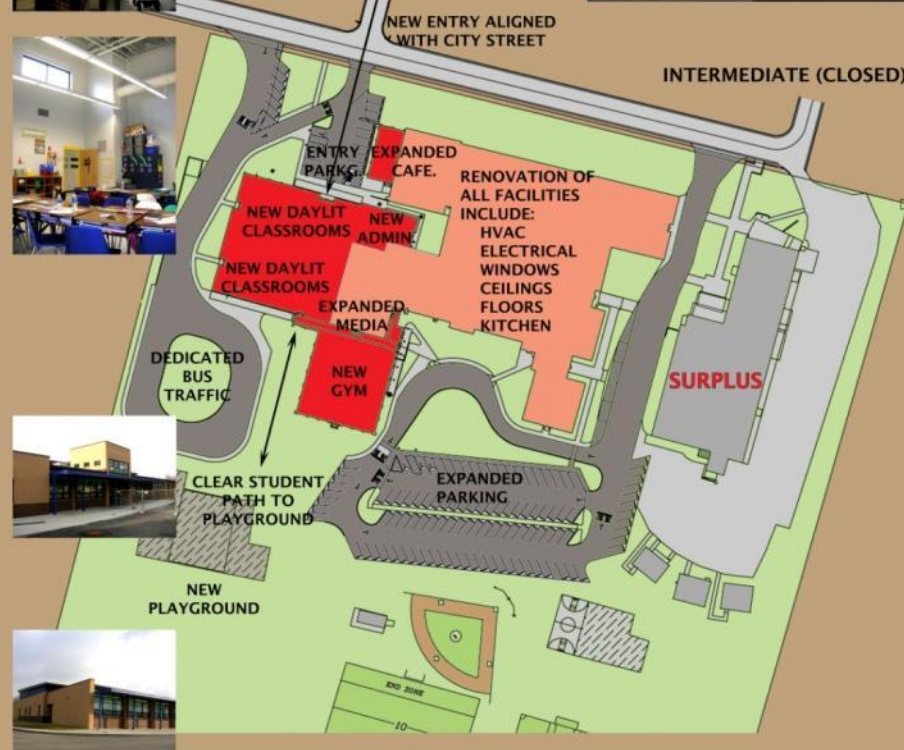 NEW ENTRY ALIGNED
WITH CITY STREET
INTERMEDIATE (CLOSED)
ENTRY
PARKG.
EXPANDED
CAFE.
RENOVATION OF
ALL FACILITIES
INCLUDE:
HVAC
ELECTRICAL
WINDOWS
CEILINGS
FLOORS
KITCHEN
NEW DAYLIT
CLASSROOMS
NEW
ADMIN
NEW DAYLIT
CLASSROOMS
EXPANDED
MEDIA
DEDICATED
BUS
TRAFFIC
NEW
GYM
SURPLUS
CLEAR STUDENT
PATH TO
PLAYGROUND
EXPANDED
PARKING
NEW
PLAYGROUND
END ZONE
10